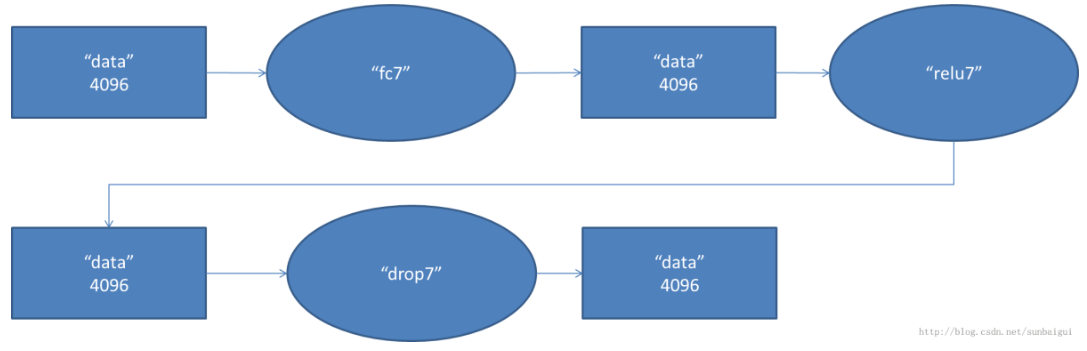 “data”
4096
“fc7”
“data”
4096
“relu7”
“data”
4096
“drop7”
“data”
4096
http://blog.csdn.net/sunbaigui